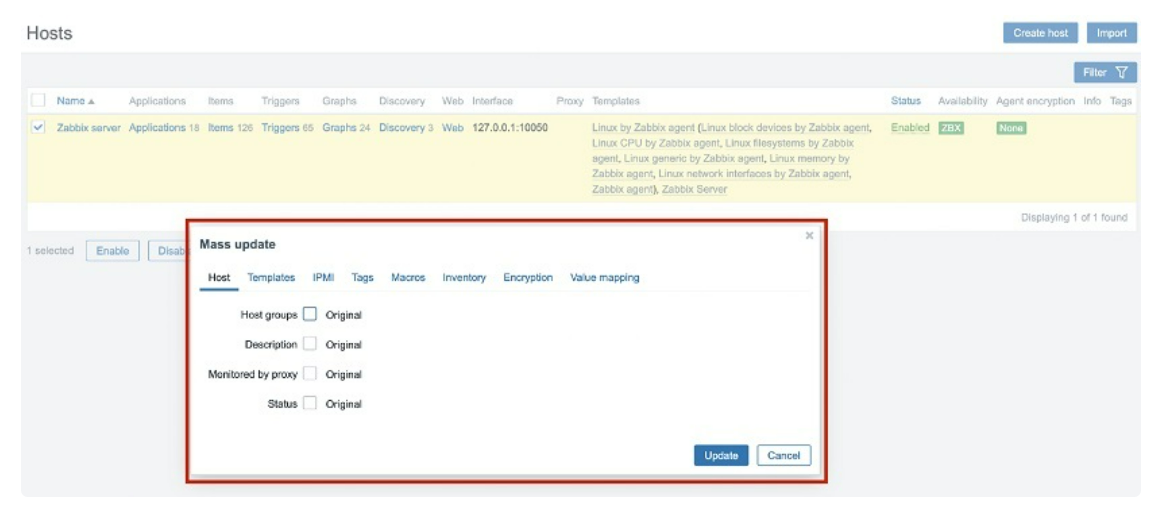 Hosts
Create host Import
Filter
Name Applications Items Triggers Graphs Discovery Web Interface Proxy Templates Status Availability Agent encryption Info Tags
Zabbix server Applications 18 Items 126 Triggers 65 Graphs 24 Discovery 3 Web 127.0.0.1:10050 Linux by Zabbix agent (Linux block devices by Zabbix agent, Enabled ZBX None
Linux CPU by Zabbix agent, Linux filesystems by Zabbix
agent, Linux generic by Zabbix agent, Linux memory by
Zabbix agent, Linux network interfaces by Zabbix agent,
Zabbix agent), Zabbix Server
Displaying 1 of 1 found
1 selected Enable Disab
Mass update
Host Templates IPMI Tags Macros Inventory Encryption Value mapping
Host groups Original
Description Original
Monitored by proxy Original
Status Original
Update Cancel